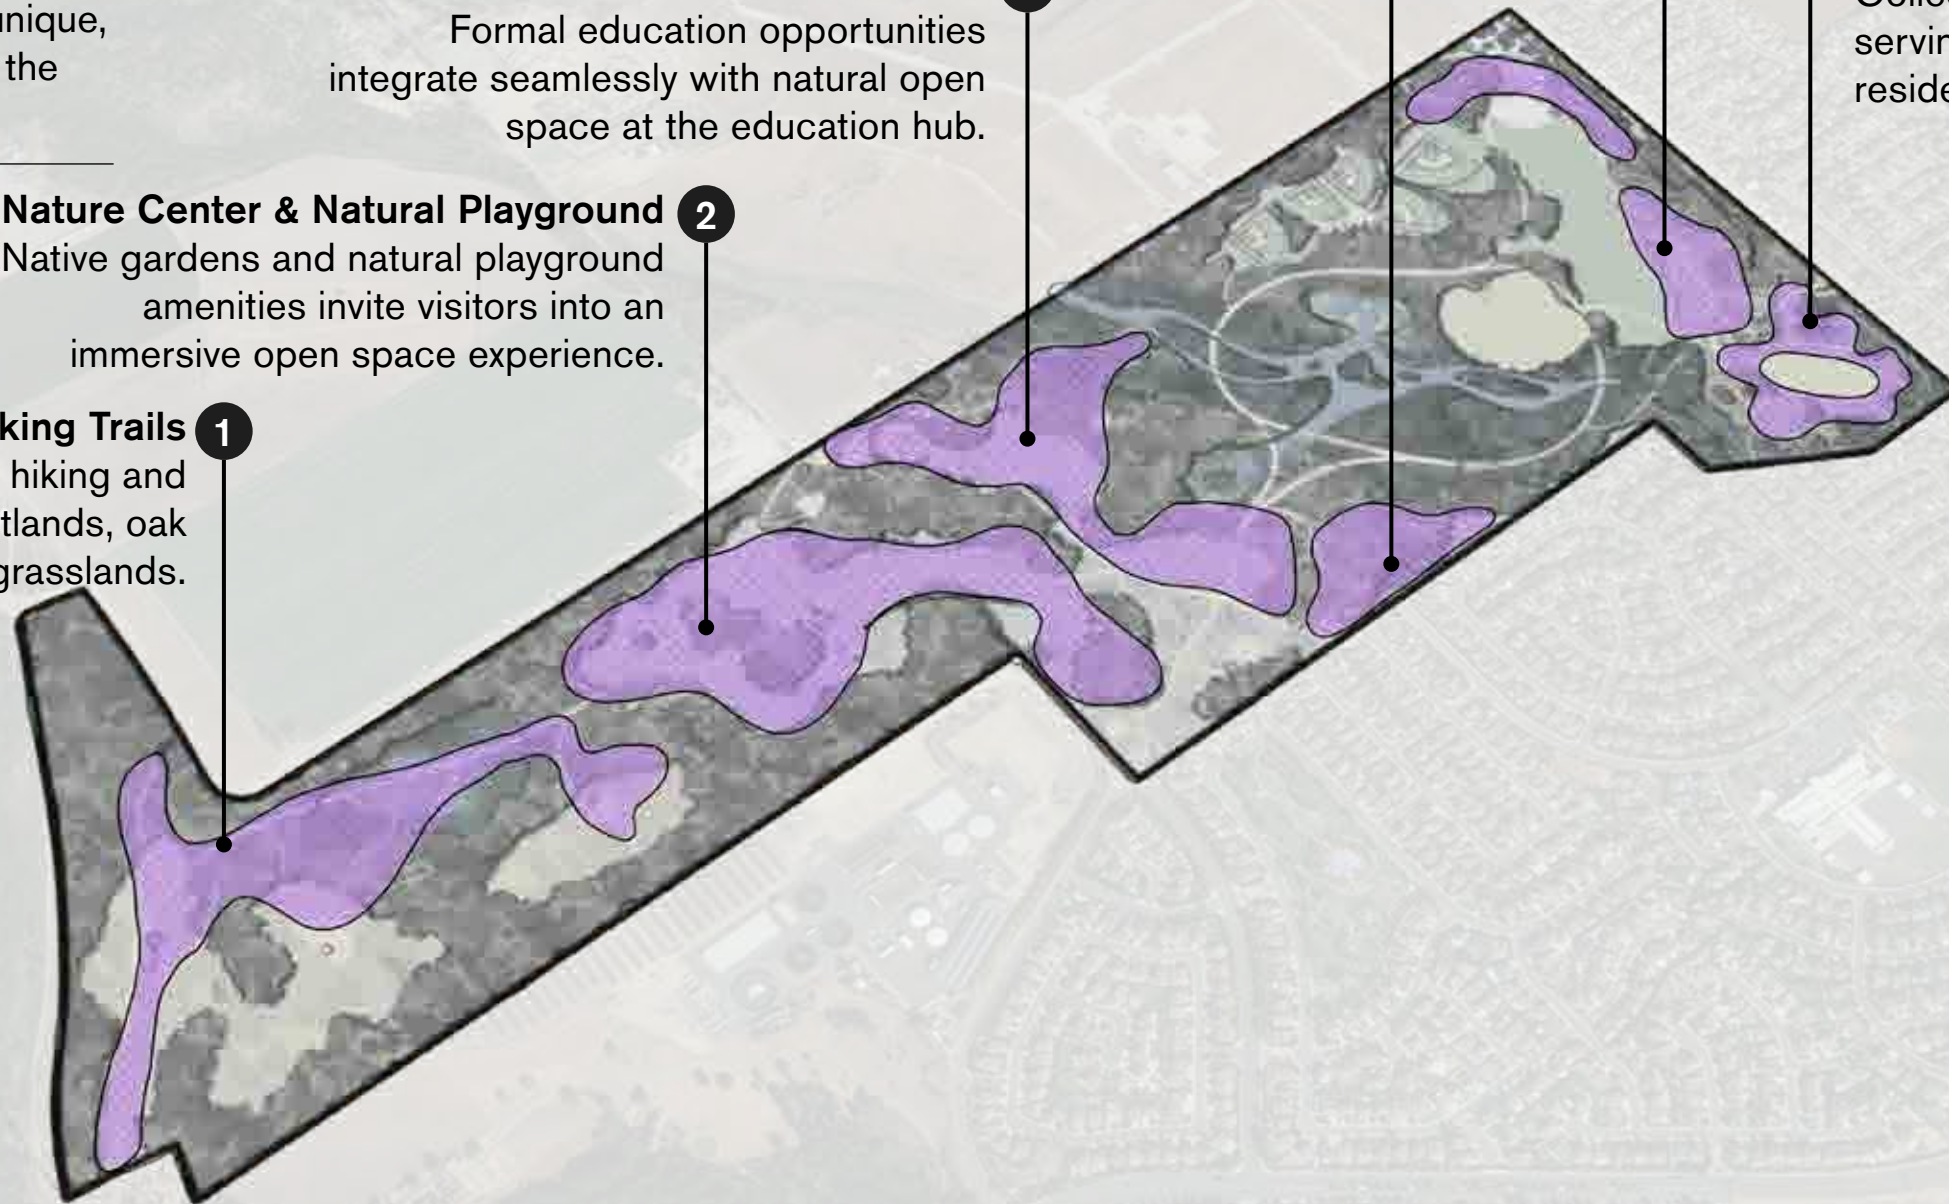 unique,
the
Formal education opportunities
integrate seamlessly with natural open
space at the education hub.
Nature Center & Natural Playground
2
Native gardens and natural playground
amenities invite visitors into an
immersive open space experience.
king Trails
1
hiking and
tlands, oak
grasslands.
servin
reside